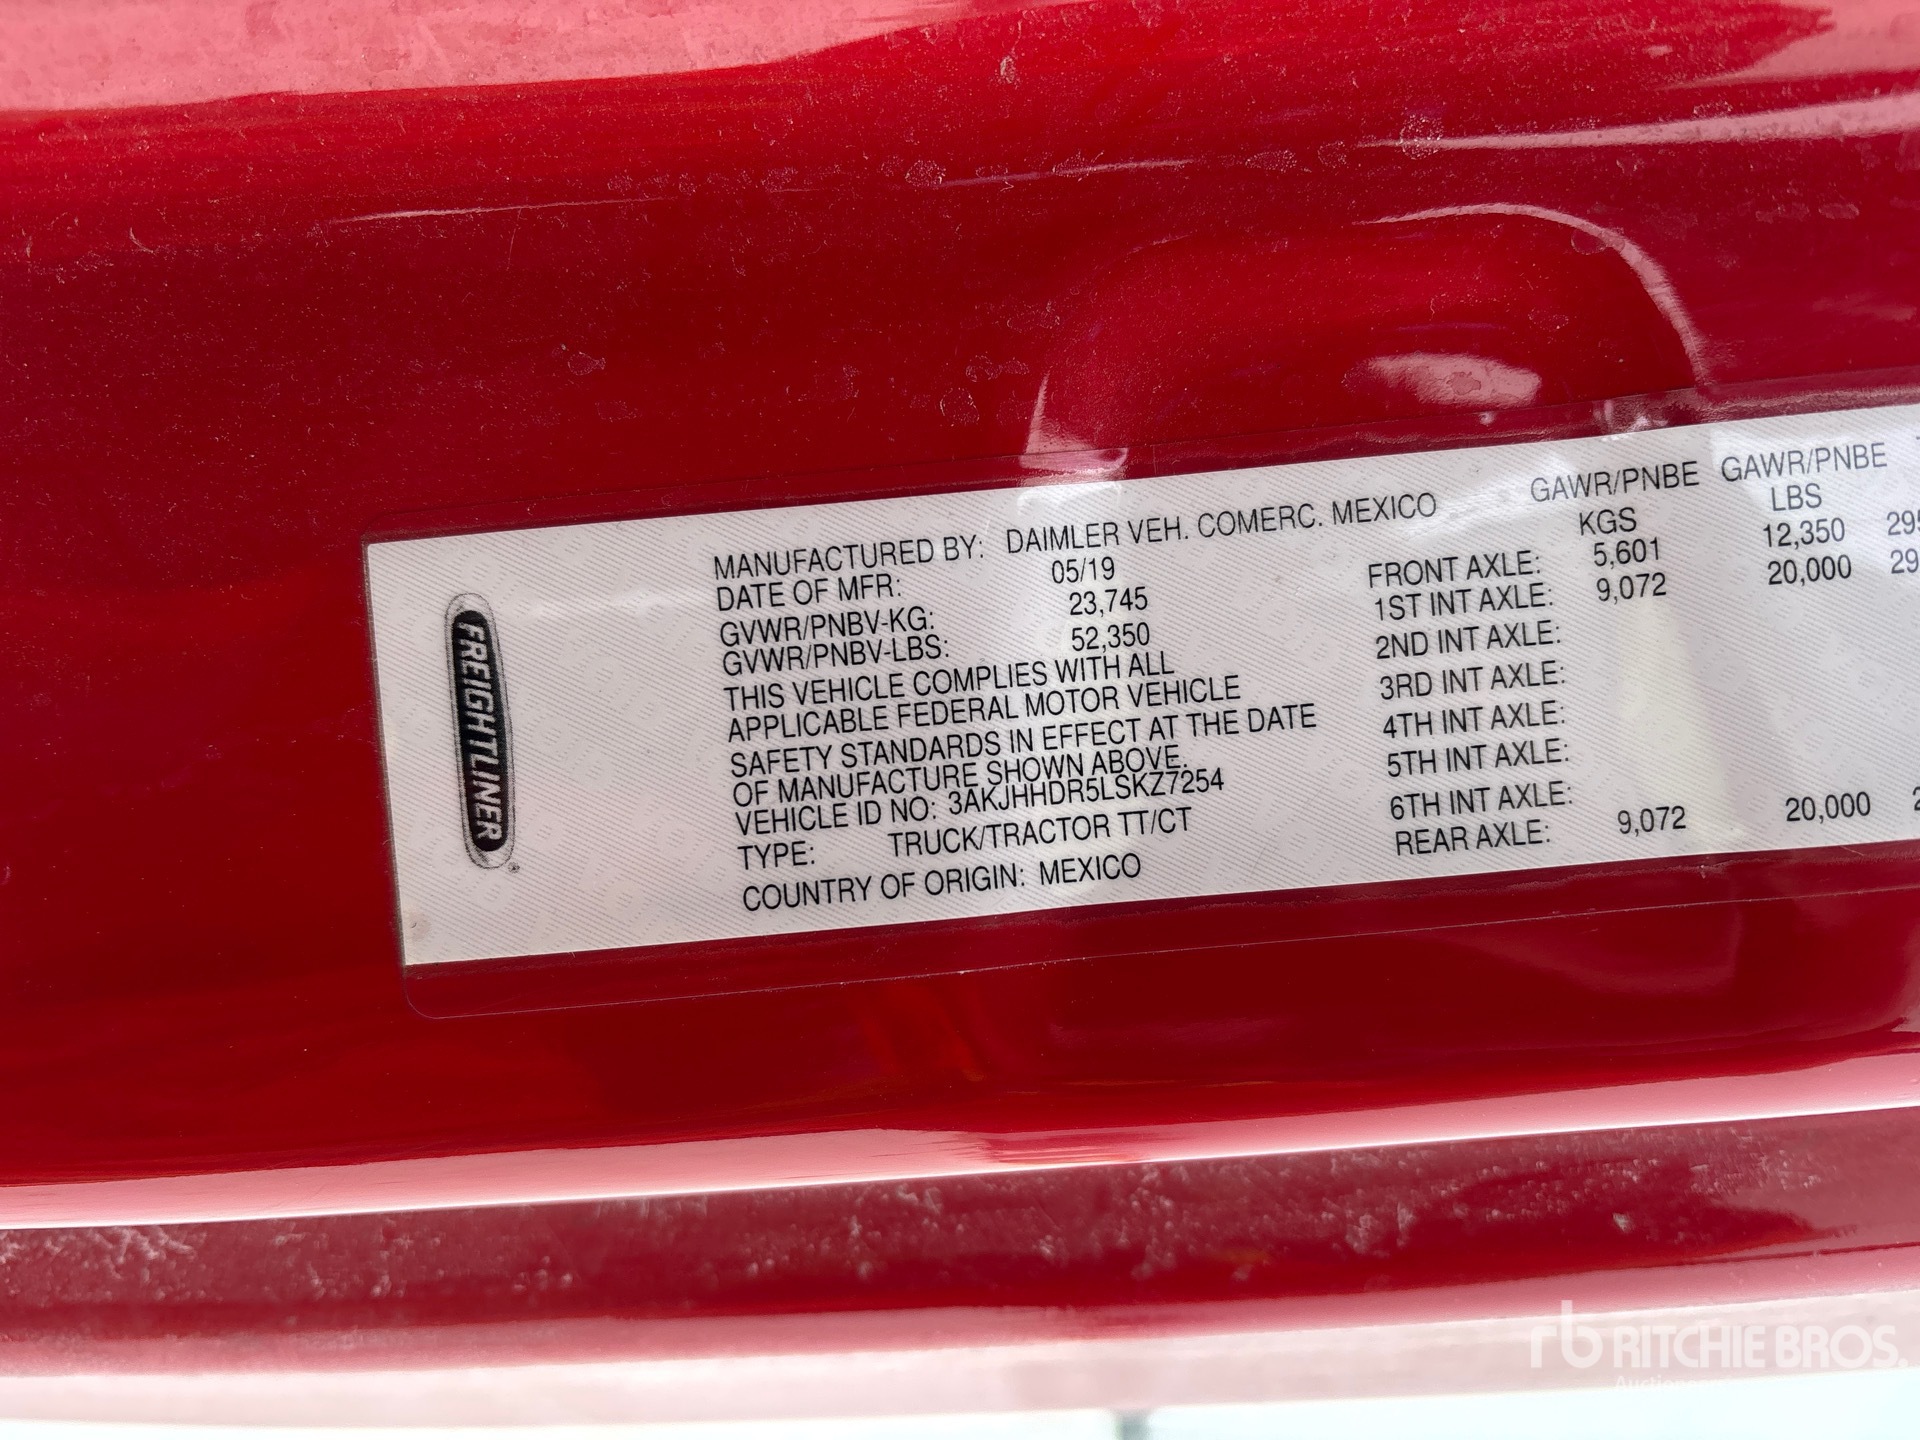 FREIGHTLINER
MANUFACTURED BY: DAIMLER VEH. COMERC. MEXICO
DATE OF MFR: 05/19
GVWR/PNBV-KG: 23,745
GVWR/PNBV-LBS: 52,350
THIS VEHICLE COMPLIES WITH ALL
APPLICABLE FEDERAL MOTOR VEHICLE
SAFETY STANDARDS IN EFFECT AT THE DATE
OF MANUFACTURE SHOWN ABOVE.
VEHICLE ID NO: 3AKJHHDR5LSKZ7254
TYPE: TRUCK/TRACTOR TT/CT
COUNTRY OF ORIGIN: MEXICO
GAWR/PNBE GAWR/PNBE
KGS LBS
FRONT AXLE: 5,601 12,350
1ST INT AXLE: 9,072 20,000
2ND INT AXLE:
3RD INT AXLE:
4TH INT AXLE:
5TH INT AXLE:
6TH INT AXLE:
REAR AXLE: 9,072 20,000
rb RITCHIE BROS.